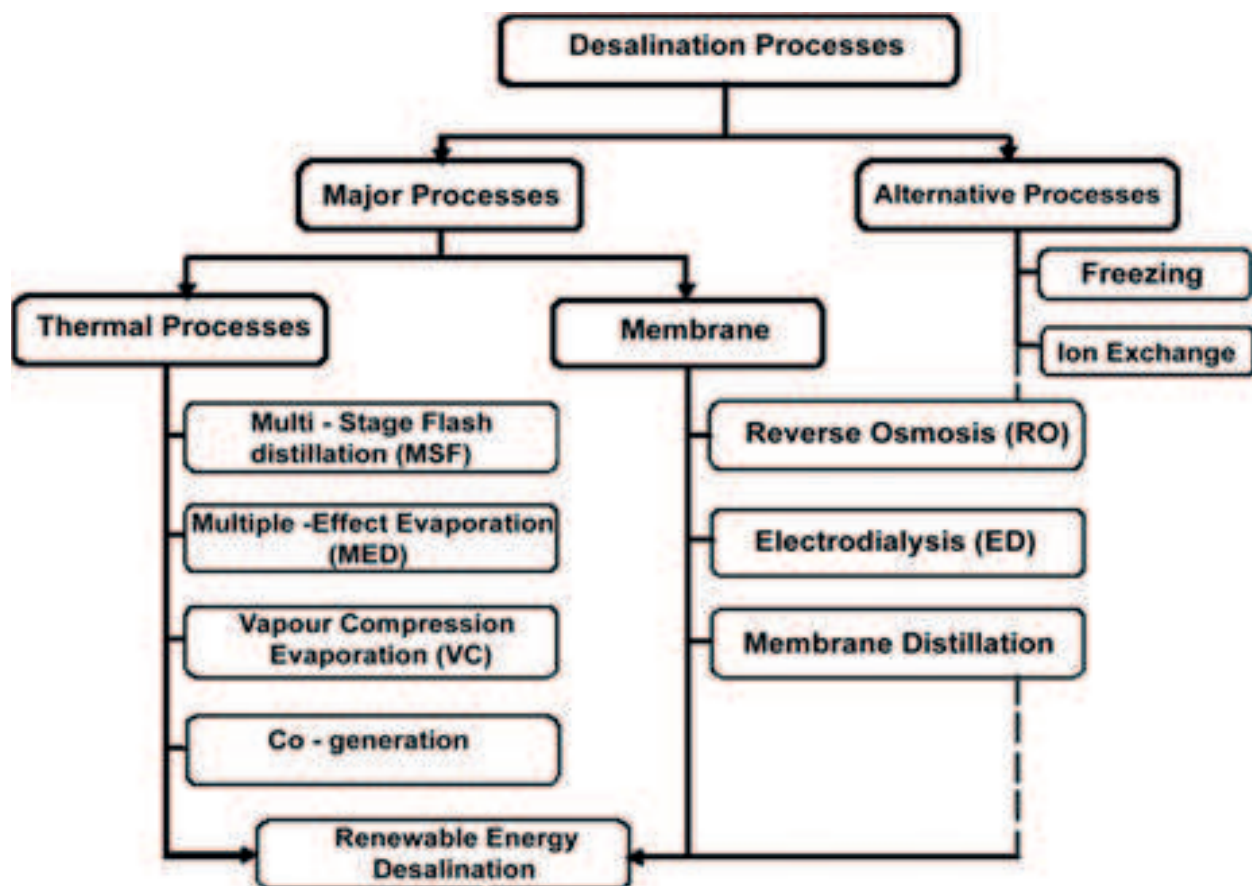 Desalination Processes
Major Processes
Alternative Processes
Freezing
Ion Exchange
Thermal Processes
Membrane
Multi - Stage Flash
distillation (MSF)
Multiple -Effect Evaporation
(MED)
Vapour Compression
Evaporation (VC)
Co - generation
Reverse Osmosis (RO)
Electrodialysis (ED)
Membrane Distillation
Renewable Energy
Desalination